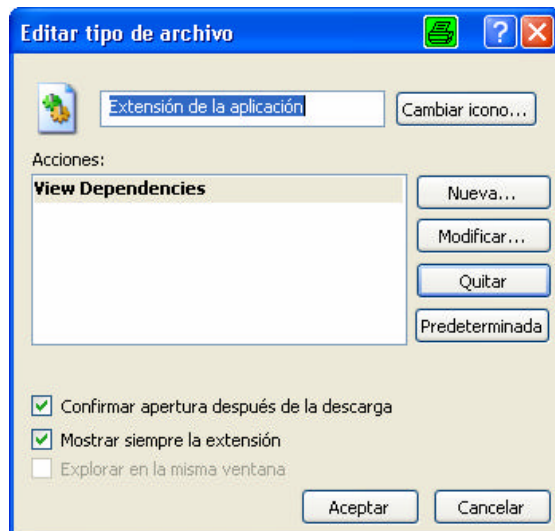 Editar tipo de archivo
Extensión de la aplicación
Cambiar icono...
Acciones:
View Dependencies
Nueva...
Modificar...
Quitar
Predeterminada
Confirmar apertura después de la descarga
Mostrar siempre la extensión
Explorar en la misma ventana
Aceptar
Cancelar